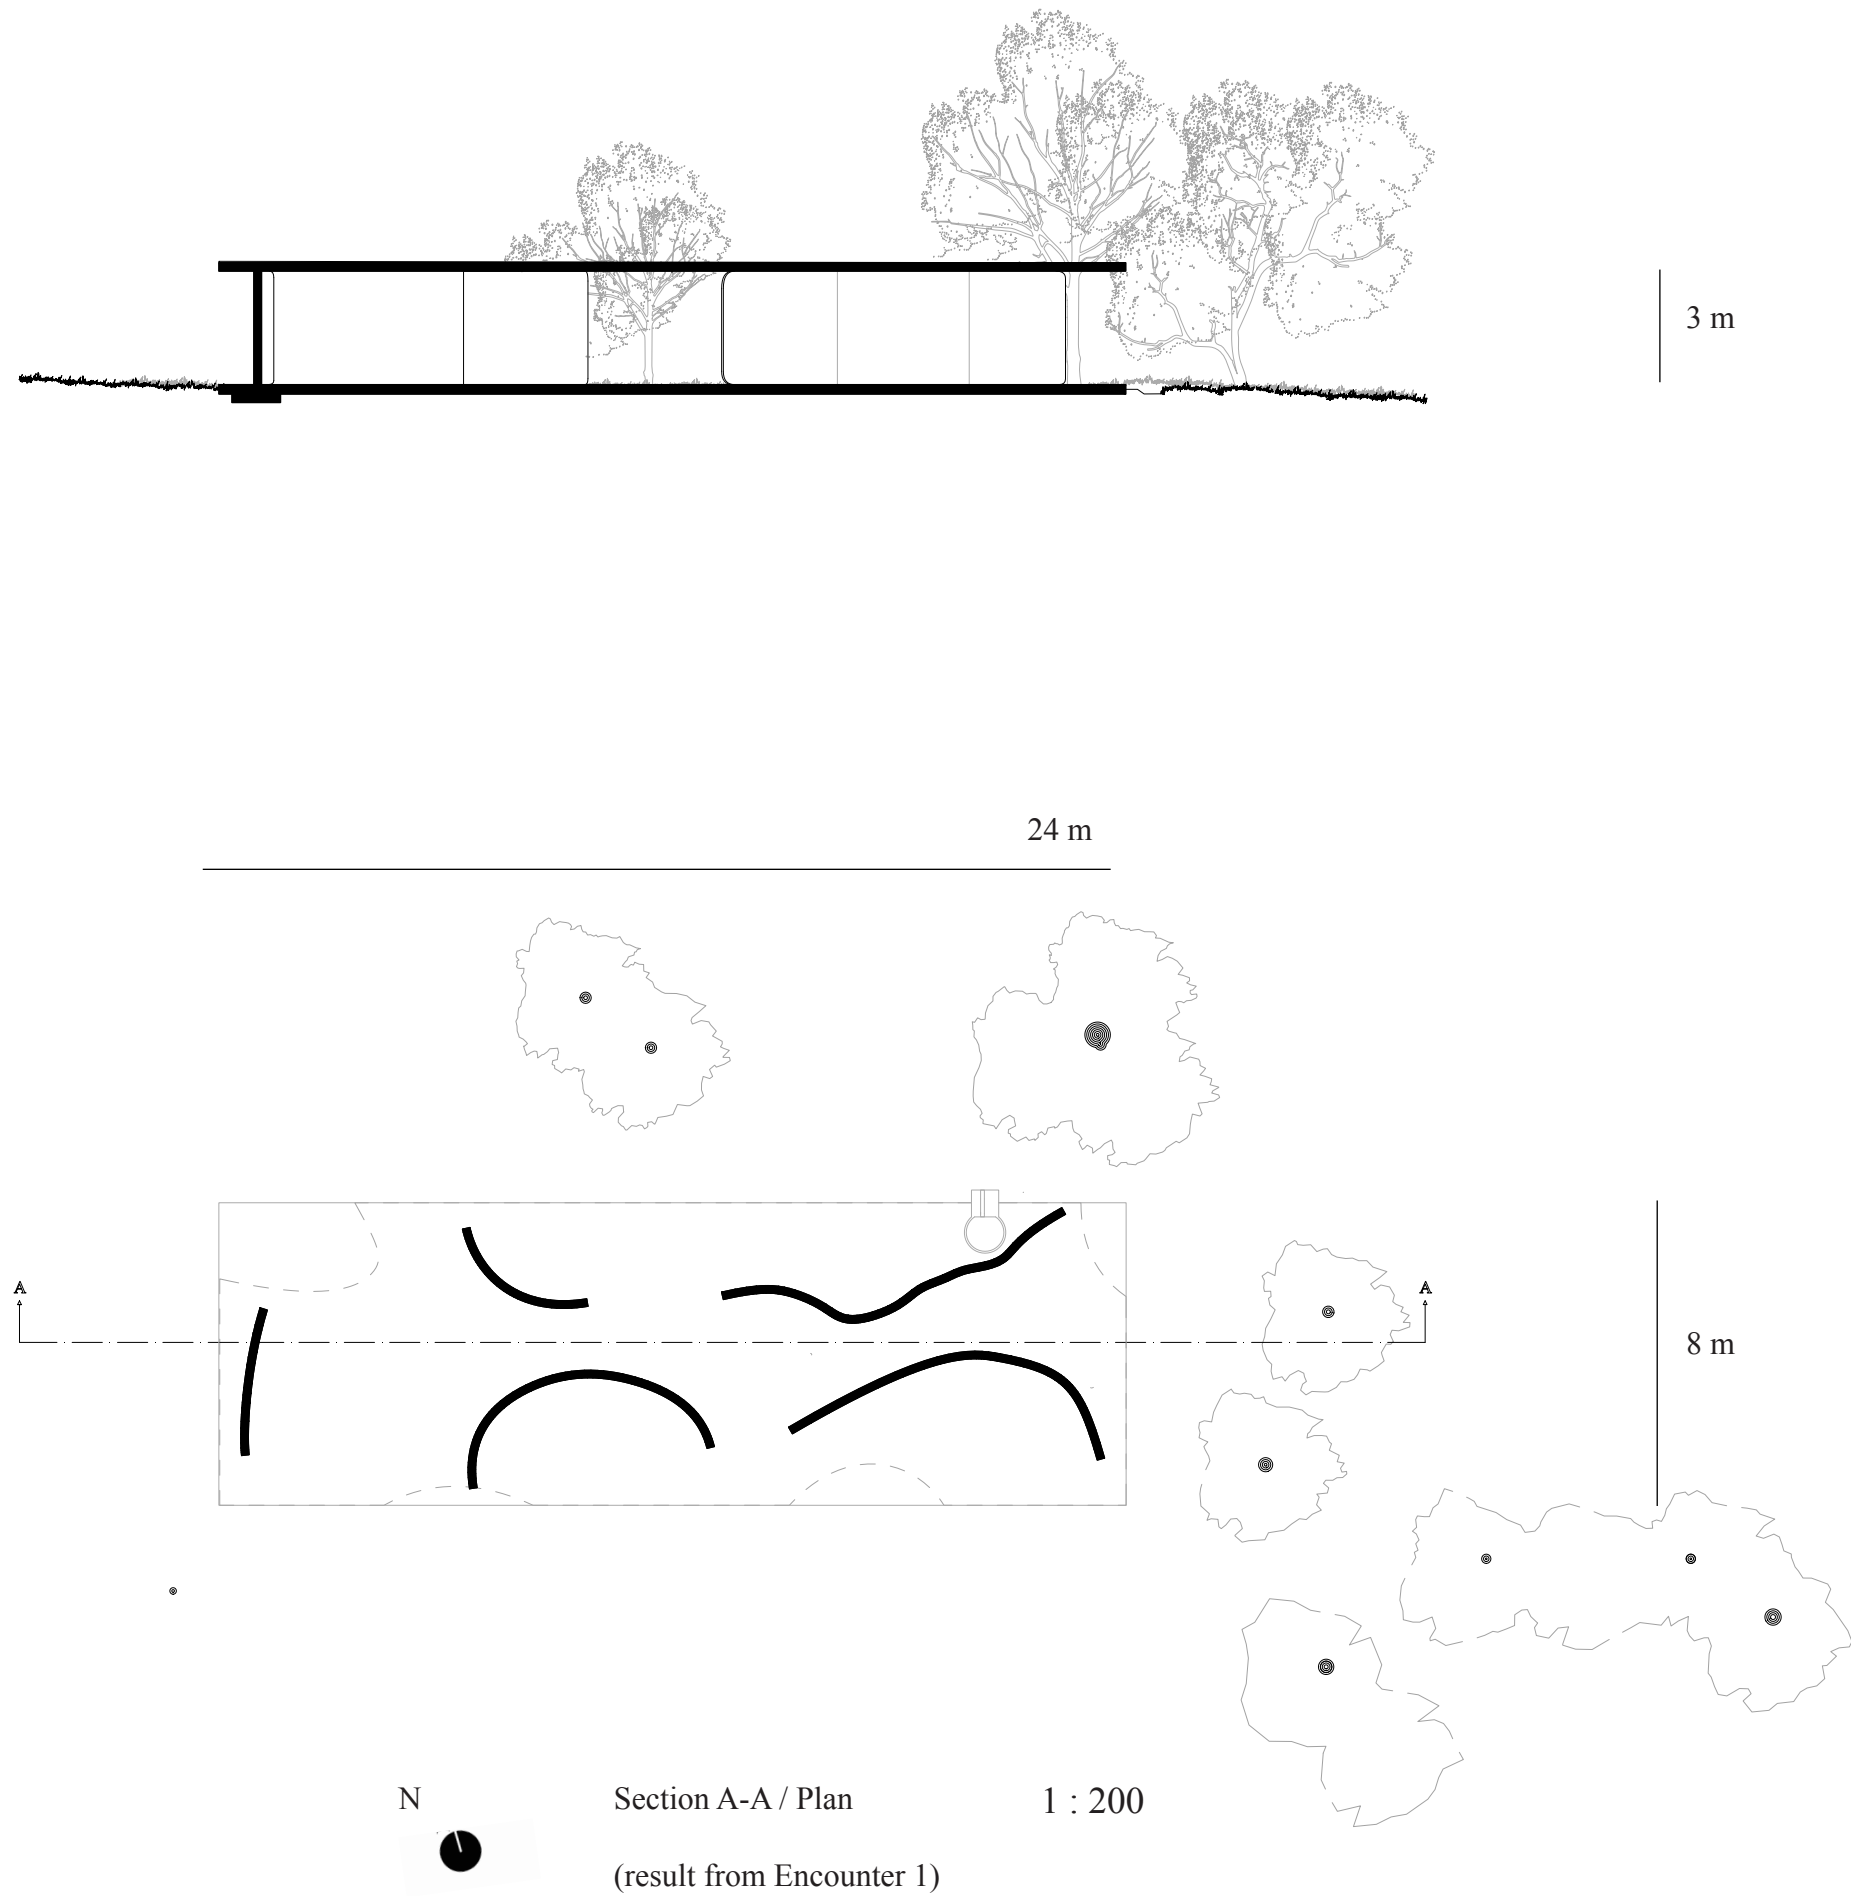 3 m
24 m
A
A
8 m
N
Section A-A / Plan
1 : 200
(result from Encounter 1)